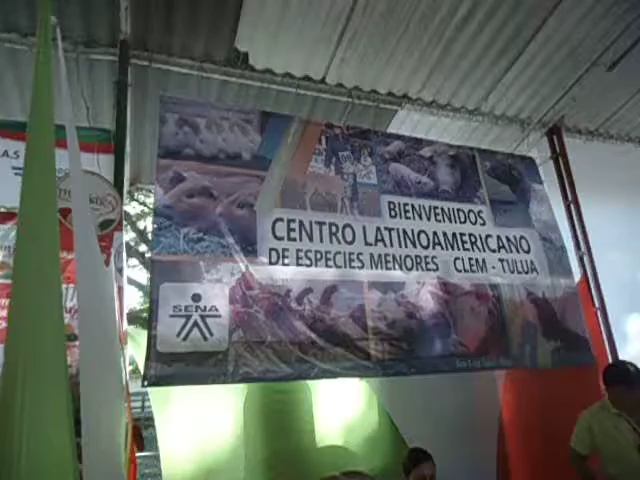 BIENVENIDOS
CENTRO LATINOAMERICANO
DE ESPECIES MENORES CLEM - TULUA
SENA